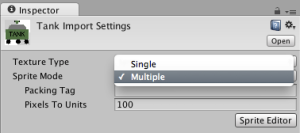 Inspector
Tank Import Settings
TANK
Open
Texture Type
Single
Sprite Mode
✓ Multiple
Packing Tag
Pixels To Units 100
Sprite Editor